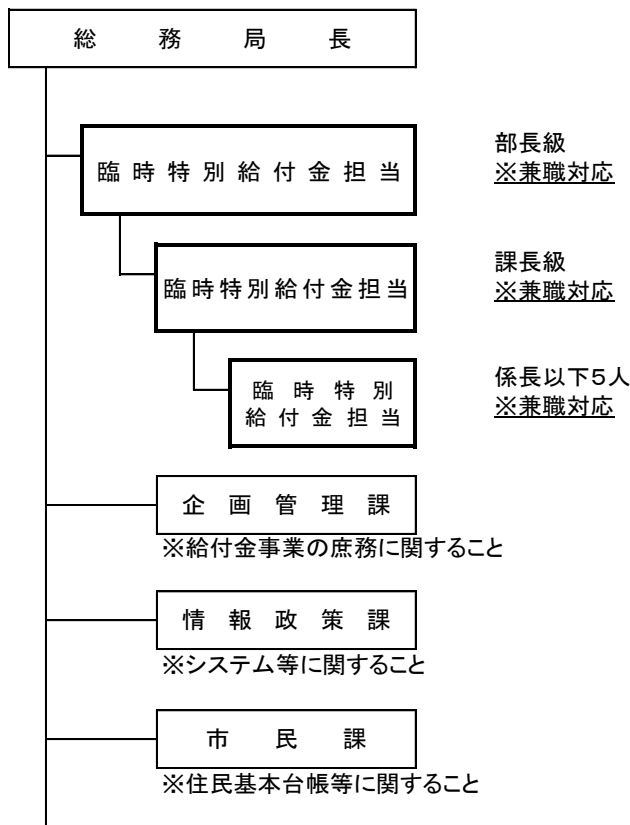 総務局長
臨時特別給付金担当
部長級
※兼職対応
臨時特別給付金担当
課長級
※兼職対応
臨時特別
給付金担当
係長以下5人
※兼職対応
企画管理課
※給付金事業の庶務に関すること
情報政策課
※システム等に関すること
市民課
※住民基本台帳等に関すること